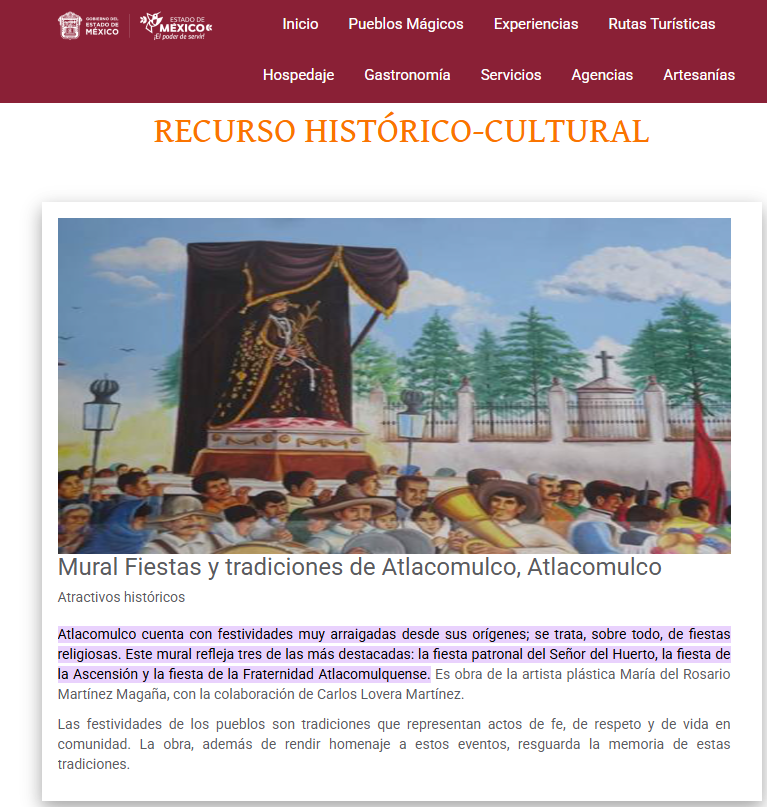 GOBIERNO DEL
ESTADO DE
MÉXICO
ESTADO DE
MÉXICO
¡El poder de servir!
Inicio Pueblos Mágicos Experiencias Rutas Turísticas
Hospedaje Gastronomía Servicios Agencias Artesanías
RECURSO HISTÓRICO-CULTURAL
Mural Fiestas y tradiciones de Atlacomulco, Atlacomulco
Atractivos históricos
Atlacomulco cuenta con festividades muy arraigadas desde sus orígenes; se trata, sobre todo, de fiestas
religiosas. Este mural refleja tres de las más destacadas: la fiesta patronal del Señor del Huerto, la fiesta de
la Ascensión y la fiesta de la Fraternidad Atlacomulquense. Es obra de la artista plástica María del Rosario
Martínez Magaña, con la colaboración de Carlos Lovera Martínez.
Las festividades de los pueblos son tradiciones que representan actos de fe, de respeto y de vida en
comunidad. La obra, además de rendir homenaje a estos eventos, resguarda la memoria de estas
tradiciones.